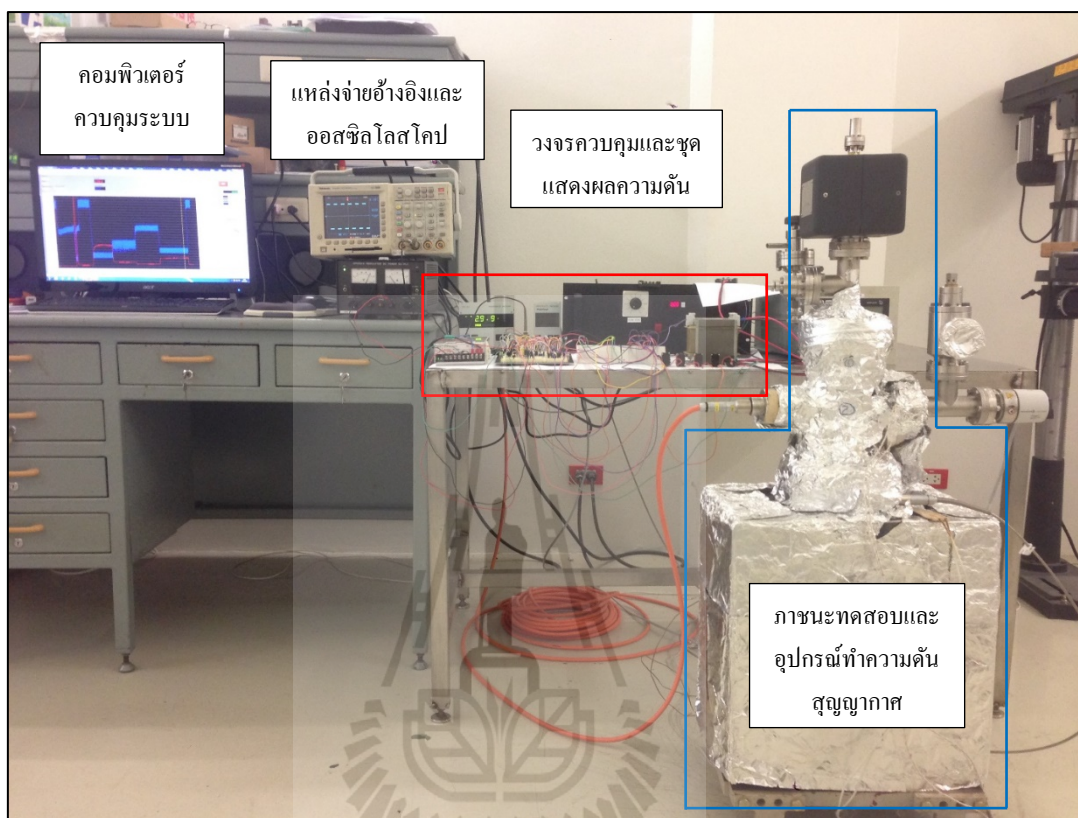 คอมพิวเตอร์
ควบคุมระบบ
แหล่งจ่ายอ้างอิงและ
ออสซิลโลสโคป
วงจรควบคุมและชุด
แสดงผลความดัน
ภาชนะทดสอบและ
อุปกรณ์ทำความดัน
สุญญากาศ
acer
2